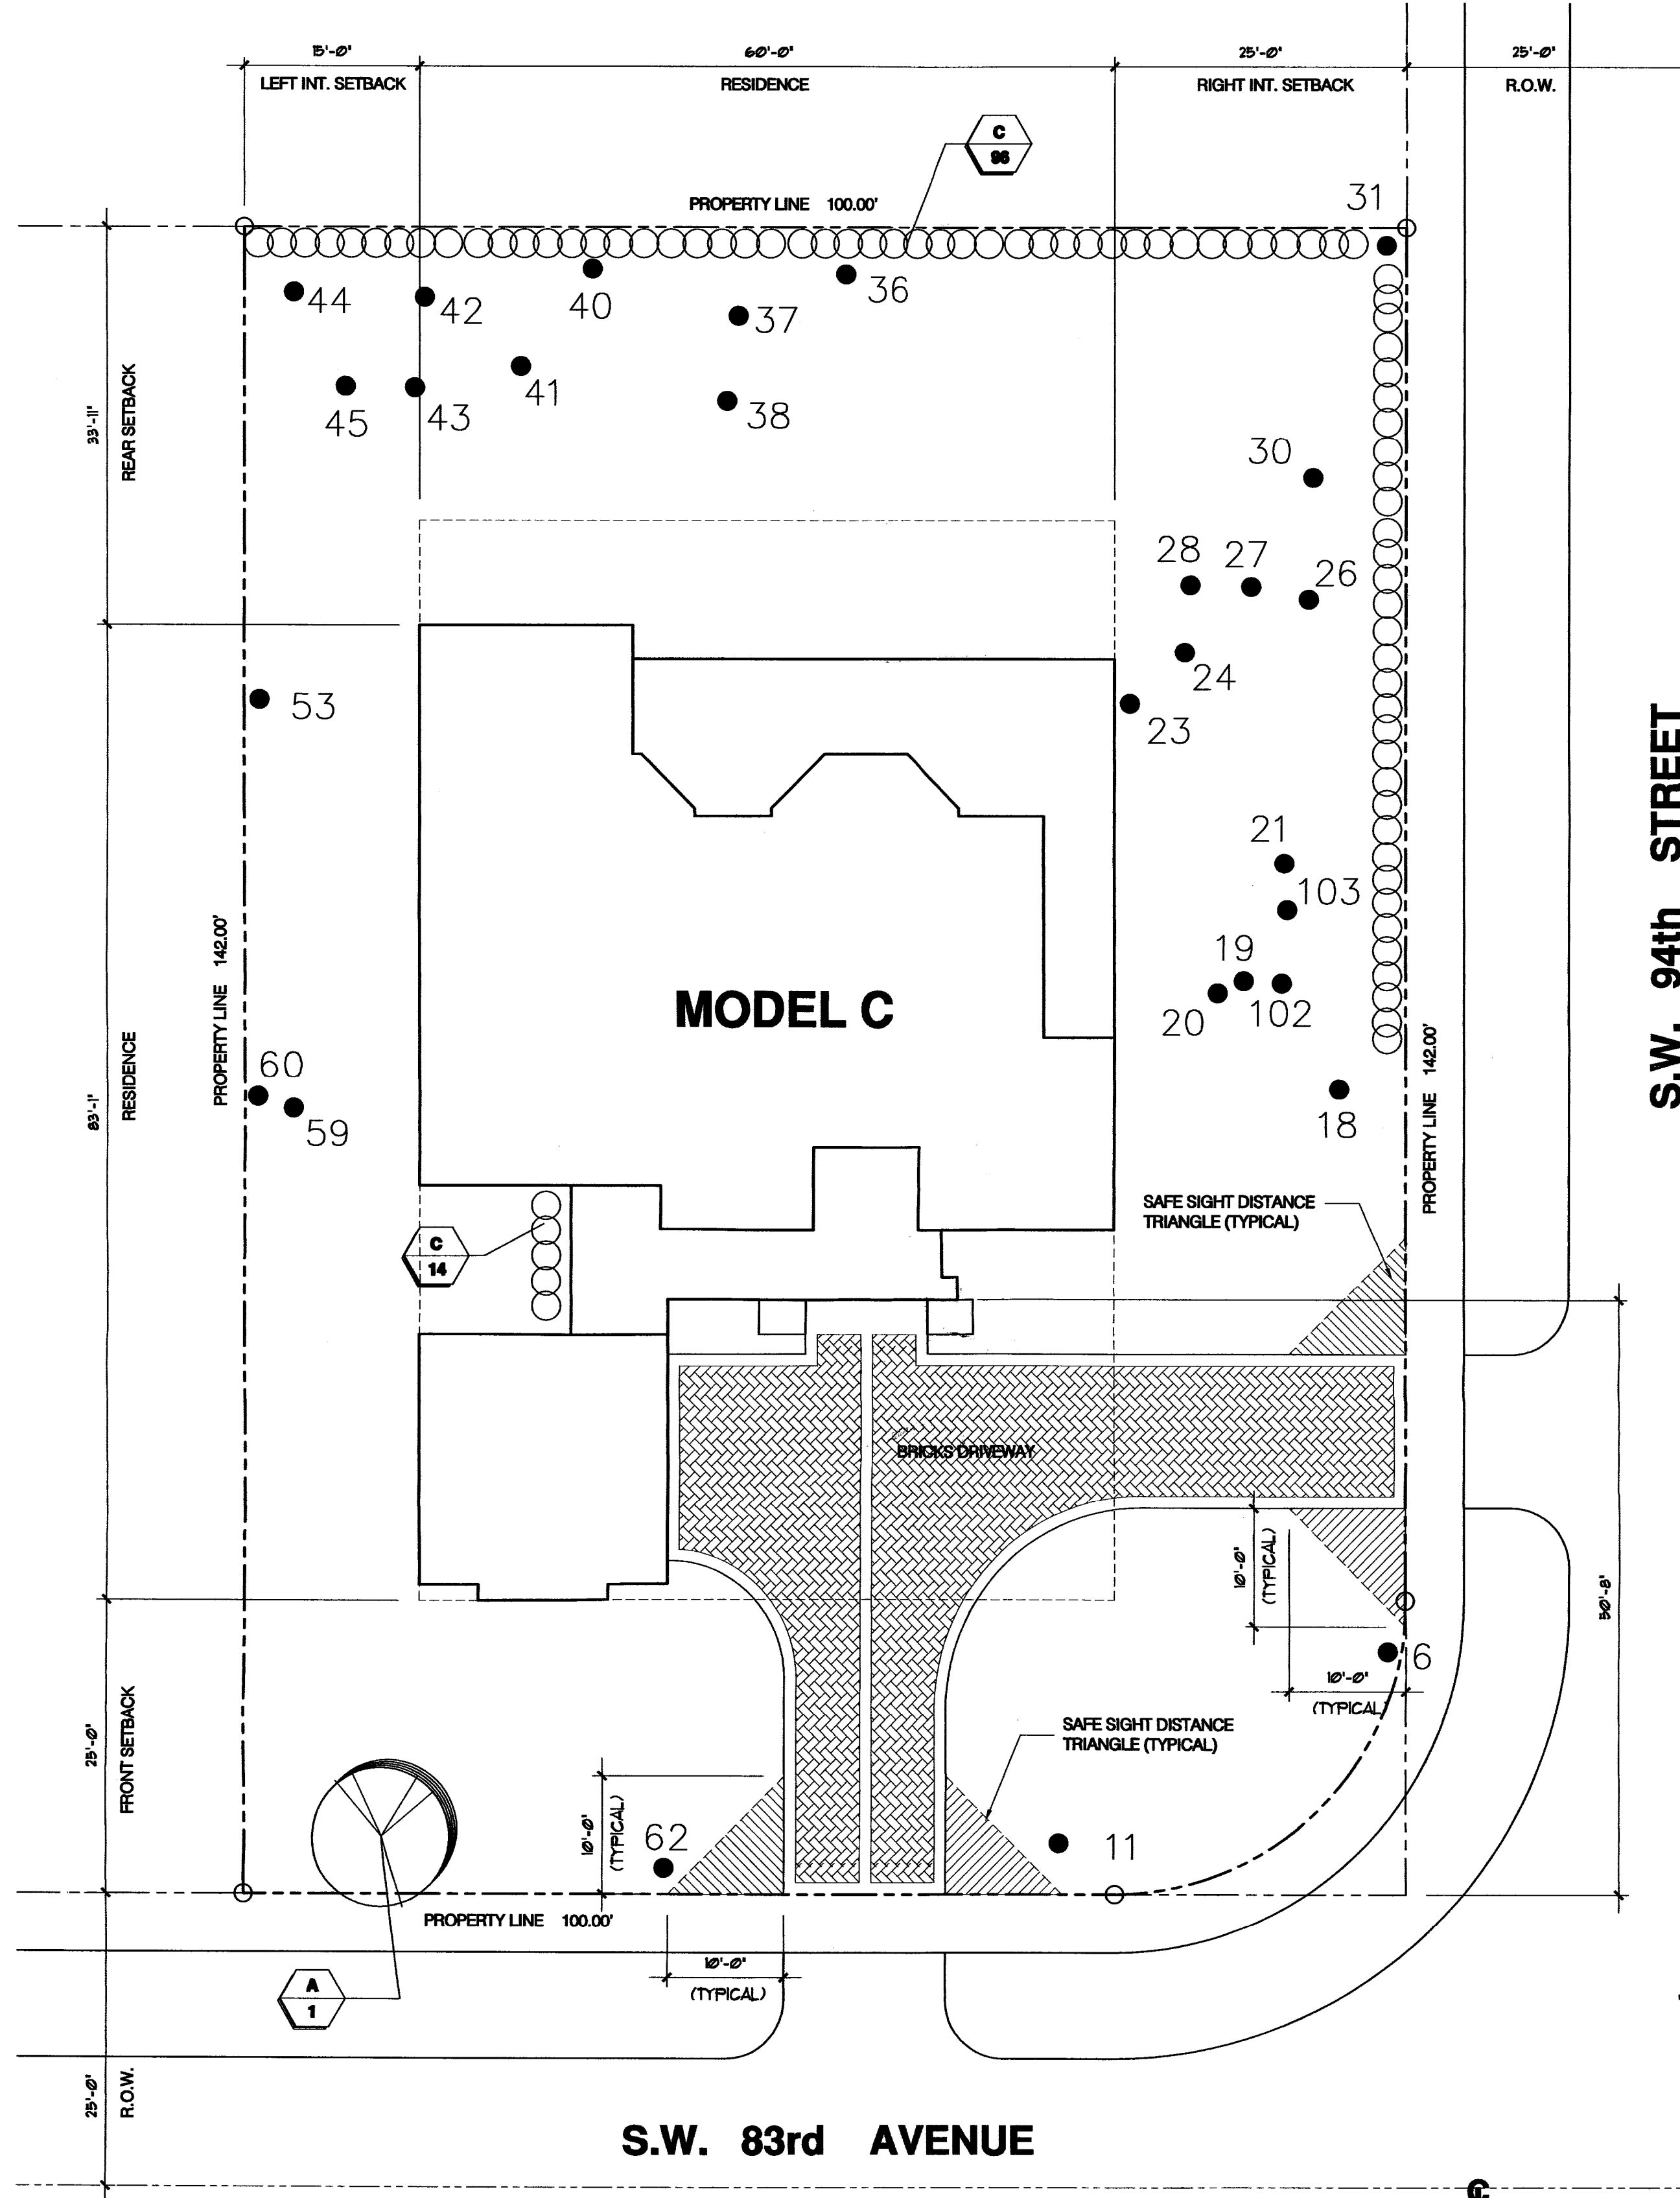 15'-0"
60'-0"
25'-0"
25'-0"
LEFT INT. SETBACK
RESIDENCE
RIGHT INT. SETBACK
R.O.W.
C
96
PROPERTY LINE 100.00'
31
44
42
40
37
36
45
43
41
38
33'-11"
REAR SETBACK
30
28
27
26
24
23
53
21
103
19
20
102
18
MODEL C
S.W. 94th STREET
PROPERTY LINE 142.00'
PROPERTY LINE 142.00'
60
59
83'-1"
RESIDENCE
SAFE SIGHT DISTANCE
TRIANGLE (TYPICAL)
C
14
BRICKS DRIVEWAY
10'-0"
(TYPICAL)
50'-8"
6
10'-0"
(TYPICAL)
25'-0"
FRONT SETBACK
SAFE SIGHT DISTANCE
TRIANGLE (TYPICAL)
10'-0"
(TYPICAL)
62
11
PROPERTY LINE 100.00'
10'-0"
(TYPICAL)
A
1
25'-0"
R.O.W.
S.W. 83rd AVENUE
℄